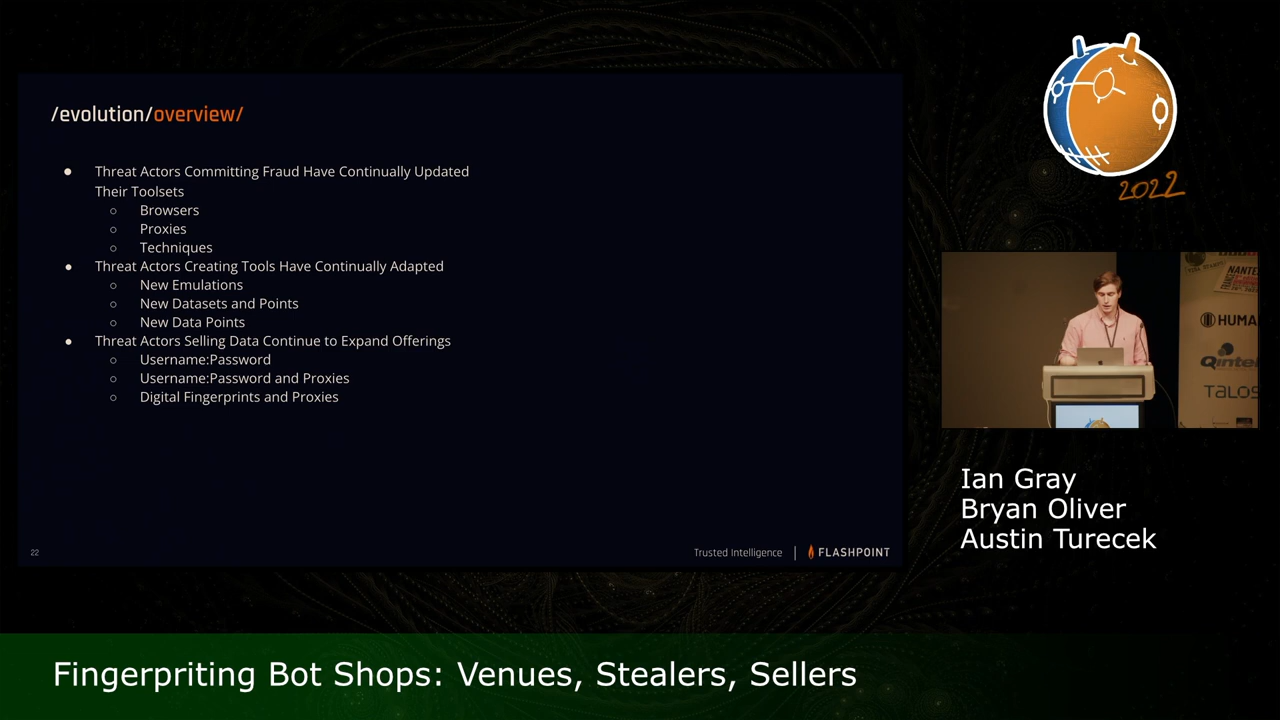 /evolution/overview/
● Threat Actors Committing Fraud Have Continually Updated
Their Toolsets
○ Browsers
○ Proxies
○ Techniques
● Threat Actors Creating Tools Have Continually Adapted
○ New Emulations
○ New Datasets and Points
○ New Data Points
● Threat Actors Selling Data Continue to Expand Offerings
○ Username:Password
○ Username:Password and Proxies
○ Digital Fingerprints and Proxies
22
Trusted Intelligence | FLASHPOINT
2022
NANTE
HUMA
Qintel
TALOS
Ian Gray
Bryan Oliver
Austin Turecek
Fingerpriting Bot Shops: Venues, Stealers, Sellers